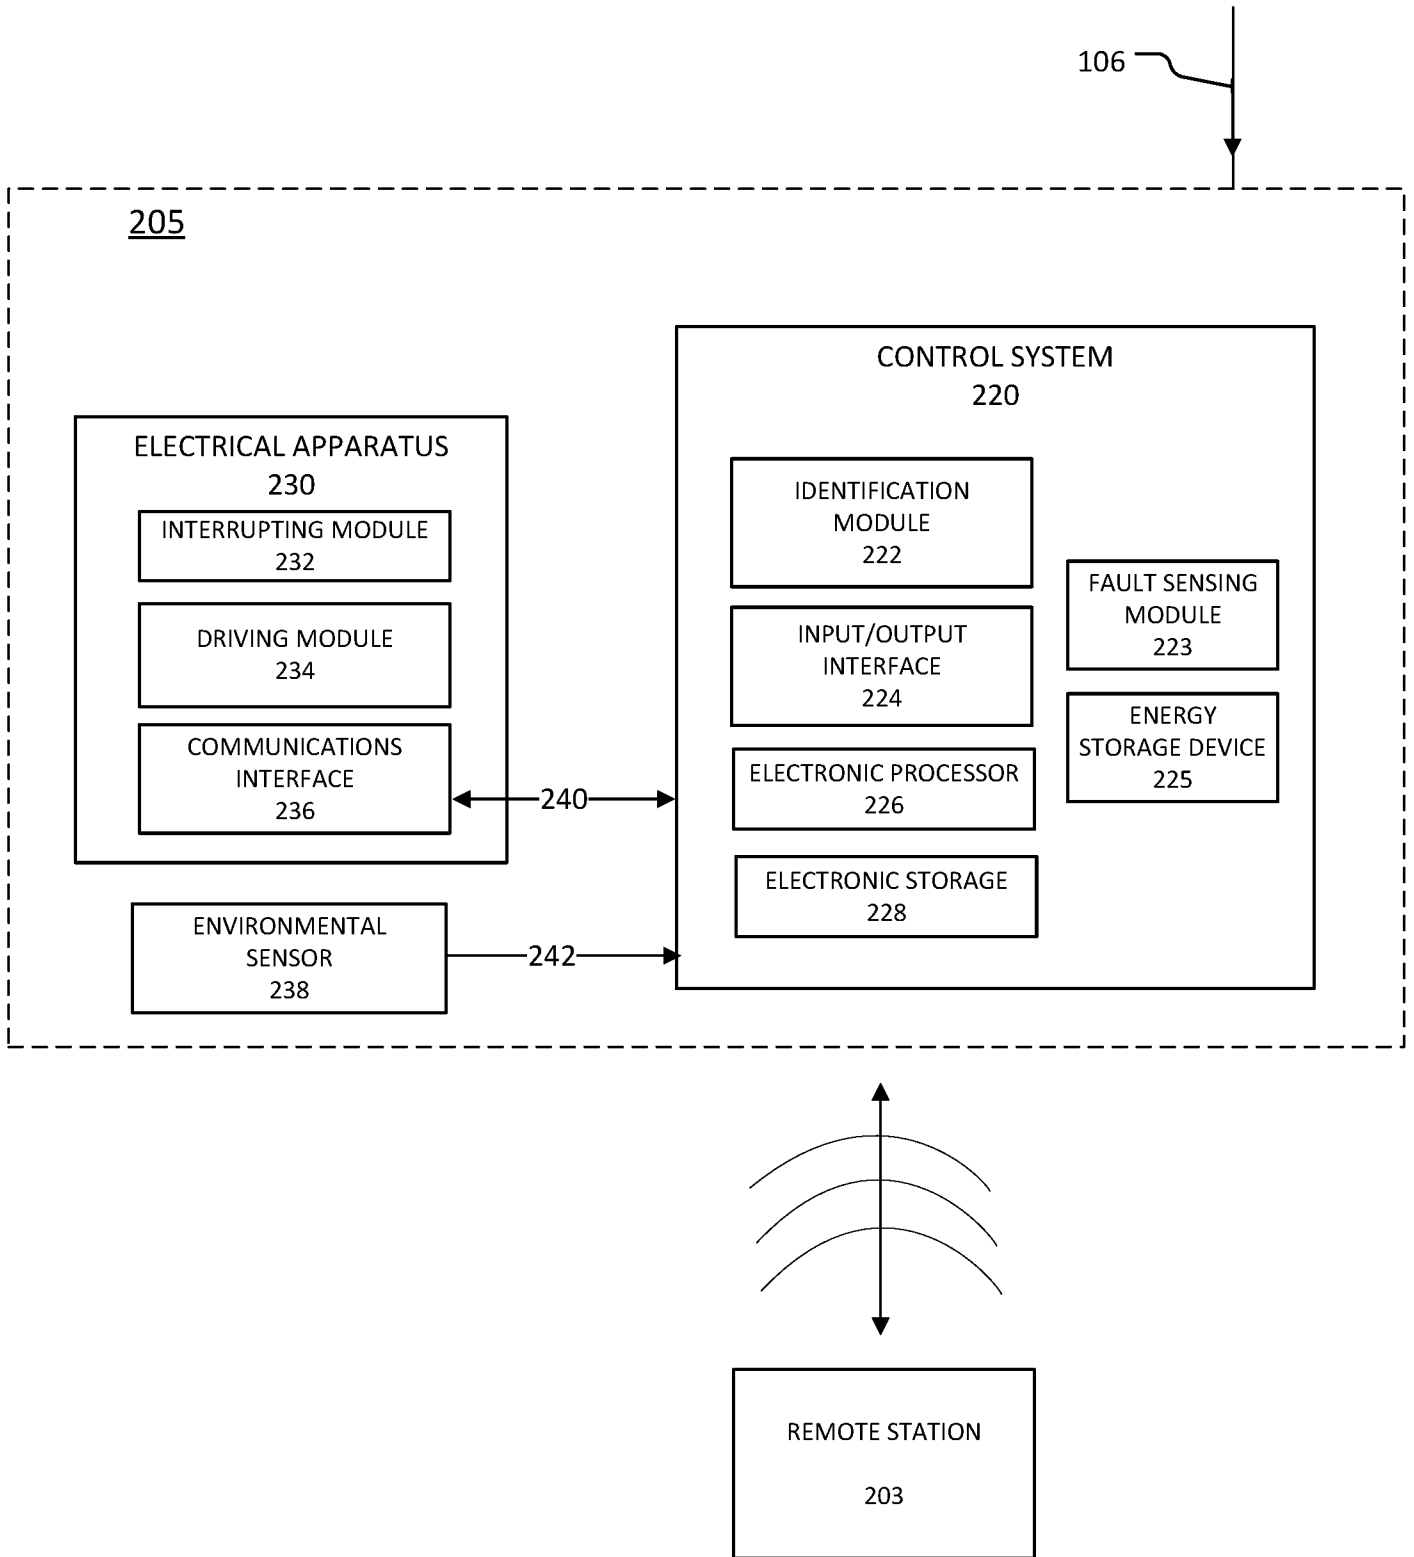 106
205
CONTROL SYSTEM
220
ELECTRICAL APPARATUS
230
INTERRUPTING MODULE
232
DRIVING MODULE
234
COMMUNICATIONS
INTERFACE
236
240
IDENTIFICATION
MODULE
222
INPUT/OUTPUT
INTERFACE
224
ELECTRONIC PROCESSOR
226
ELECTRONIC STORAGE
228
FAULT SENSING
MODULE
223
ENERGY
STORAGE DEVICE
225
ENVIRONMENTAL
SENSOR
238
242
REMOTE STATION
203